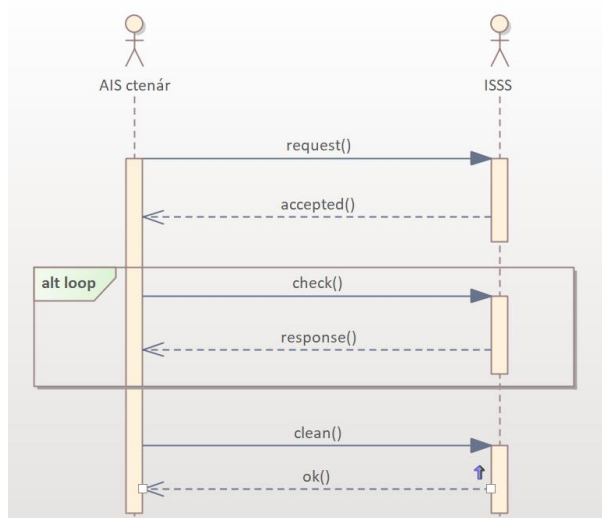 AIS ctenár
ISSS
request()
accepted()
alt loop
check()
response()
clean()
ok()